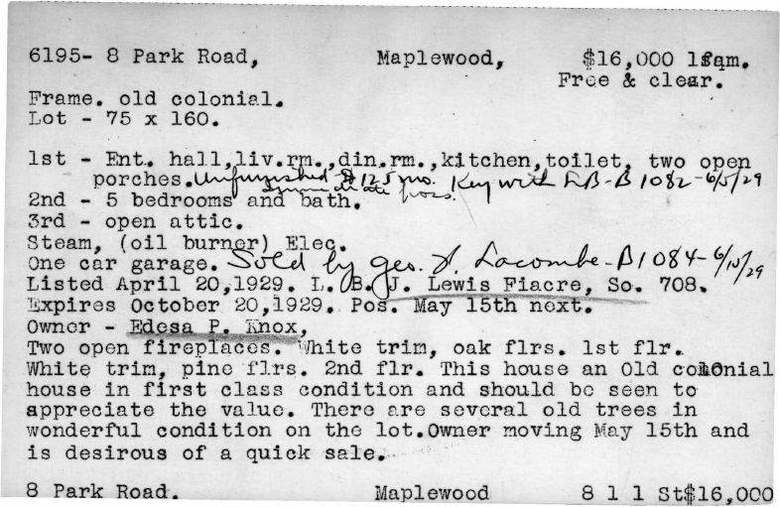 6195- 8 Park Road, Maplewood, $16,000 1fam.
Free & clear.
Frame. old colonial.
Lot - 75 x 160.
1st - Ent. hall,liv.rm.,din.rm.,kitchen,toilet, two open
porches. Unfurnished $125 mo. Key with LB-B1082-6/5/29
immediate poss.
2nd - 5 bedrooms and bath.
3rd - open attic.
Steam, (oil burner) Elec.
One car garage. Sold by Geo. Lacombe-B1084-6/10/29
Listed April 20,1929. L. B. J. Lewis Fiacre, So. 708.
Expires October 20,1929. Pos. May 15th next.
Owner - Edesa P. Knox,
Two open fireplaces. White trim, oak flrs. 1st flr.
White trim, pine flrs. 2nd flr. This house an Old colonial
house in first class condition and should be seen to
appreciate the value. There are several old trees in
wonderful condition on the lot.Owner moving May 15th and
is desirous of a quick sale.
8 Park Road. Maplewood 8 1 1 St$16,000